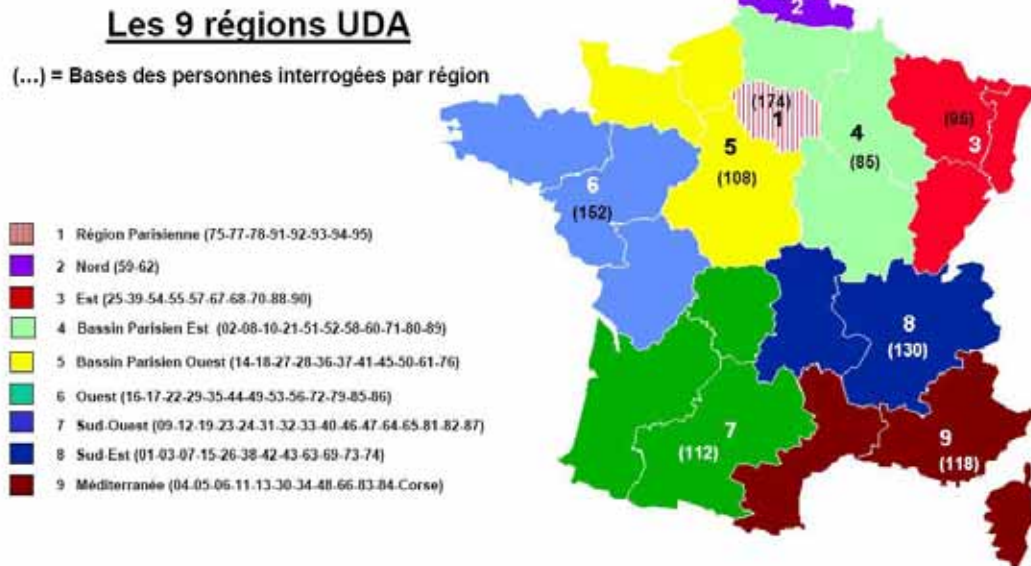 Les 9 régions UDA
(...) = Bases des personnes interrogées par région
1 Région Parisienne (75-77-78-91-92-93-94-95)
2 Nord (59-62)
3 Est (25-39-54-55-57-67-68-70-88-90)
4 Bassin Parisien Est (02-08-10-21-51-52-58-60-71-80-89)
5 Bassin Parisien Ouest (14-18-27-28-36-37-41-45-50-61-76)
6 Ouest (16-17-22-29-35-44-49-53-56-72-79-85-86)
7 Sud-Ouest (09-12-19-23-24-31-32-33-40-46-47-64-65-81-82-87)
8 Sud-Est (01-03-07-15-26-38-42-43-63-69-73-74)
9 Méditerranée (04-05-06-11-13-30-34-48-66-83-84-Corse)
2
(174)
1
3
4
(85)
5
(108)
6
(152)
8
(130)
7
(112)
9
(118)